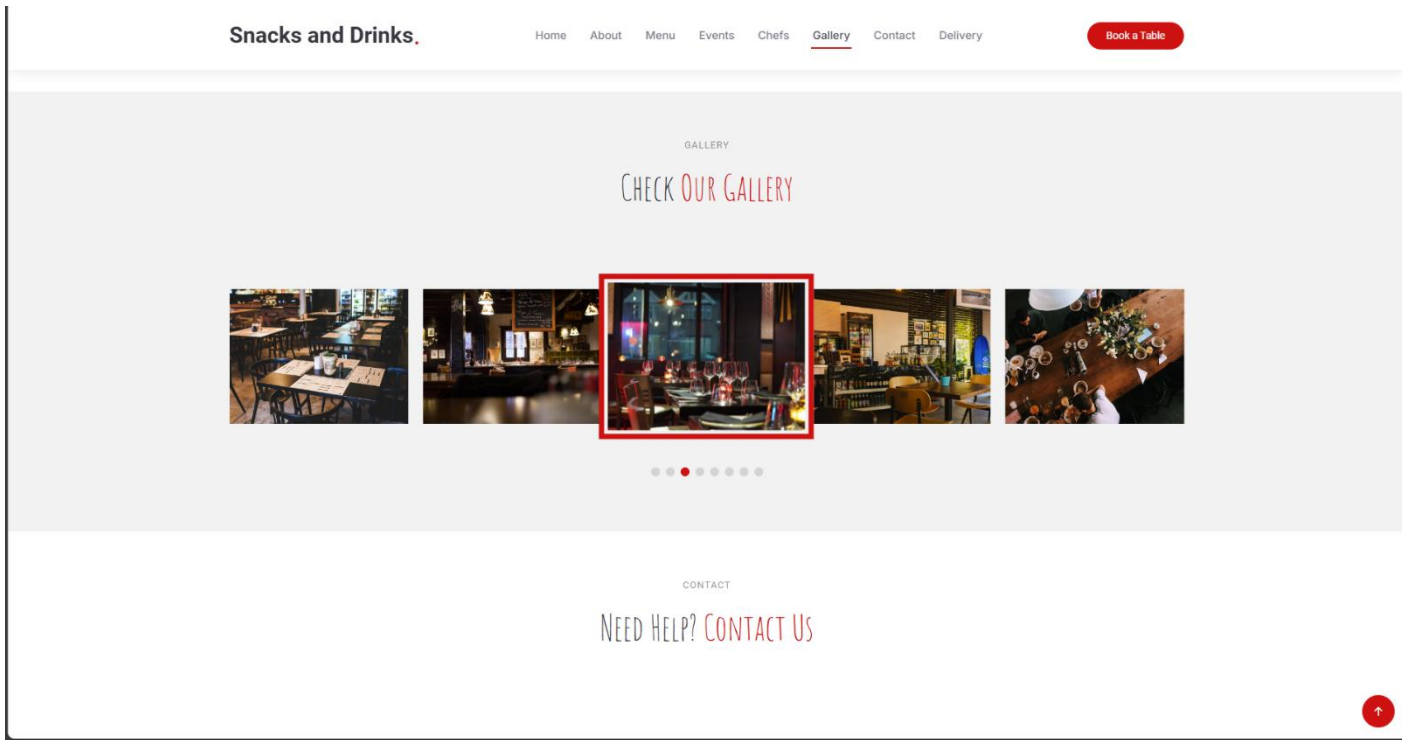 Snacks and Drinks.
Home About Menu Events Chefs Gallery Contact Delivery
Book a Table
GALLERY
Check Our Gallery
CONTACT
Need Help? Contact Us